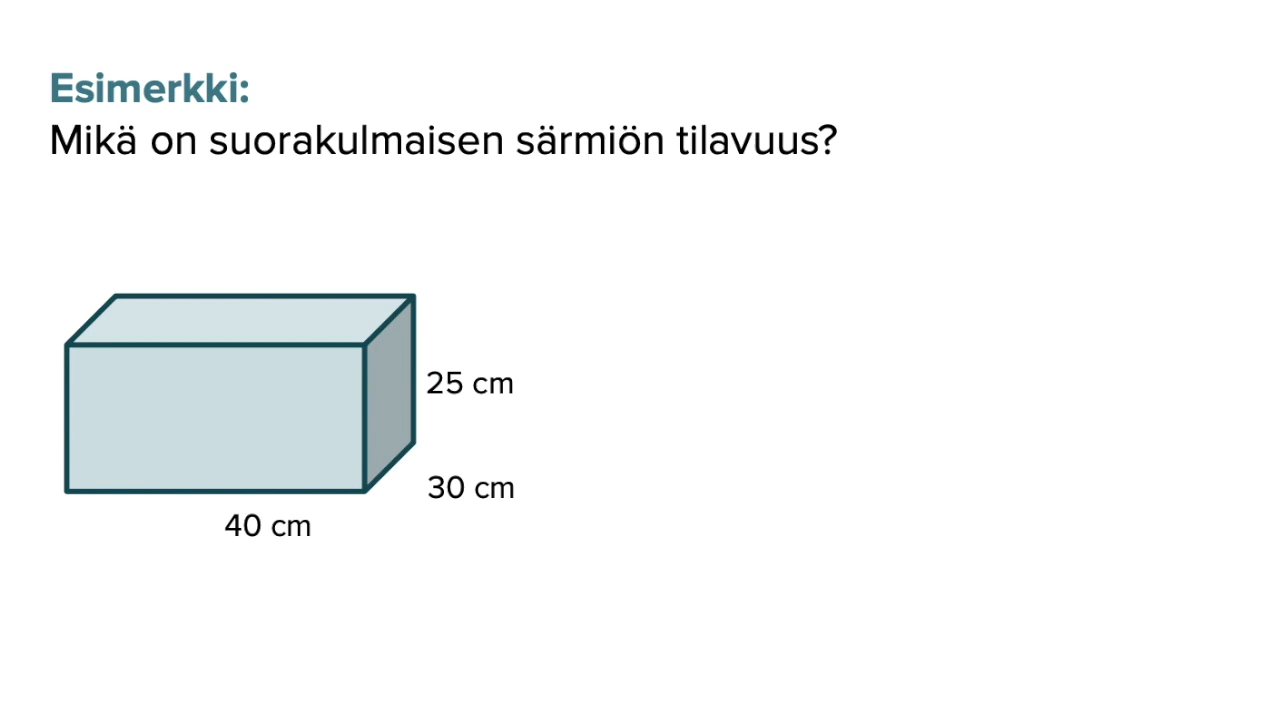 Esimerkki:
Mikä on suorakulmaisen särmiön tilavuus?
25 cm
30 cm
40 cm